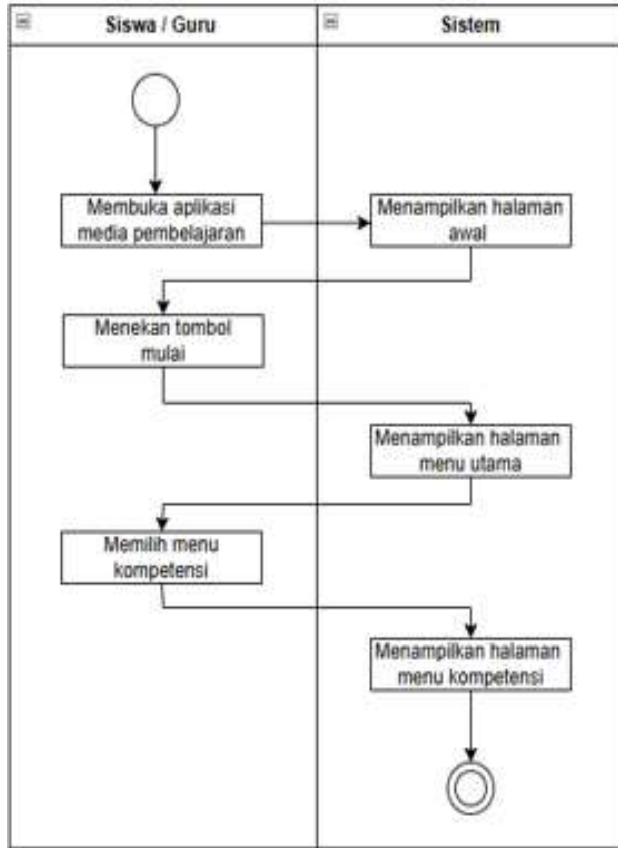 Siswa / Guru
Sistem
Membuka aplikasi
media pembelajaran
Menampilkan halaman
awal
Menekan tombol
mulai
Menampilkan halaman
menu utama
Memilih menu
kompetensi
Menampilkan halaman
menu kompetensi